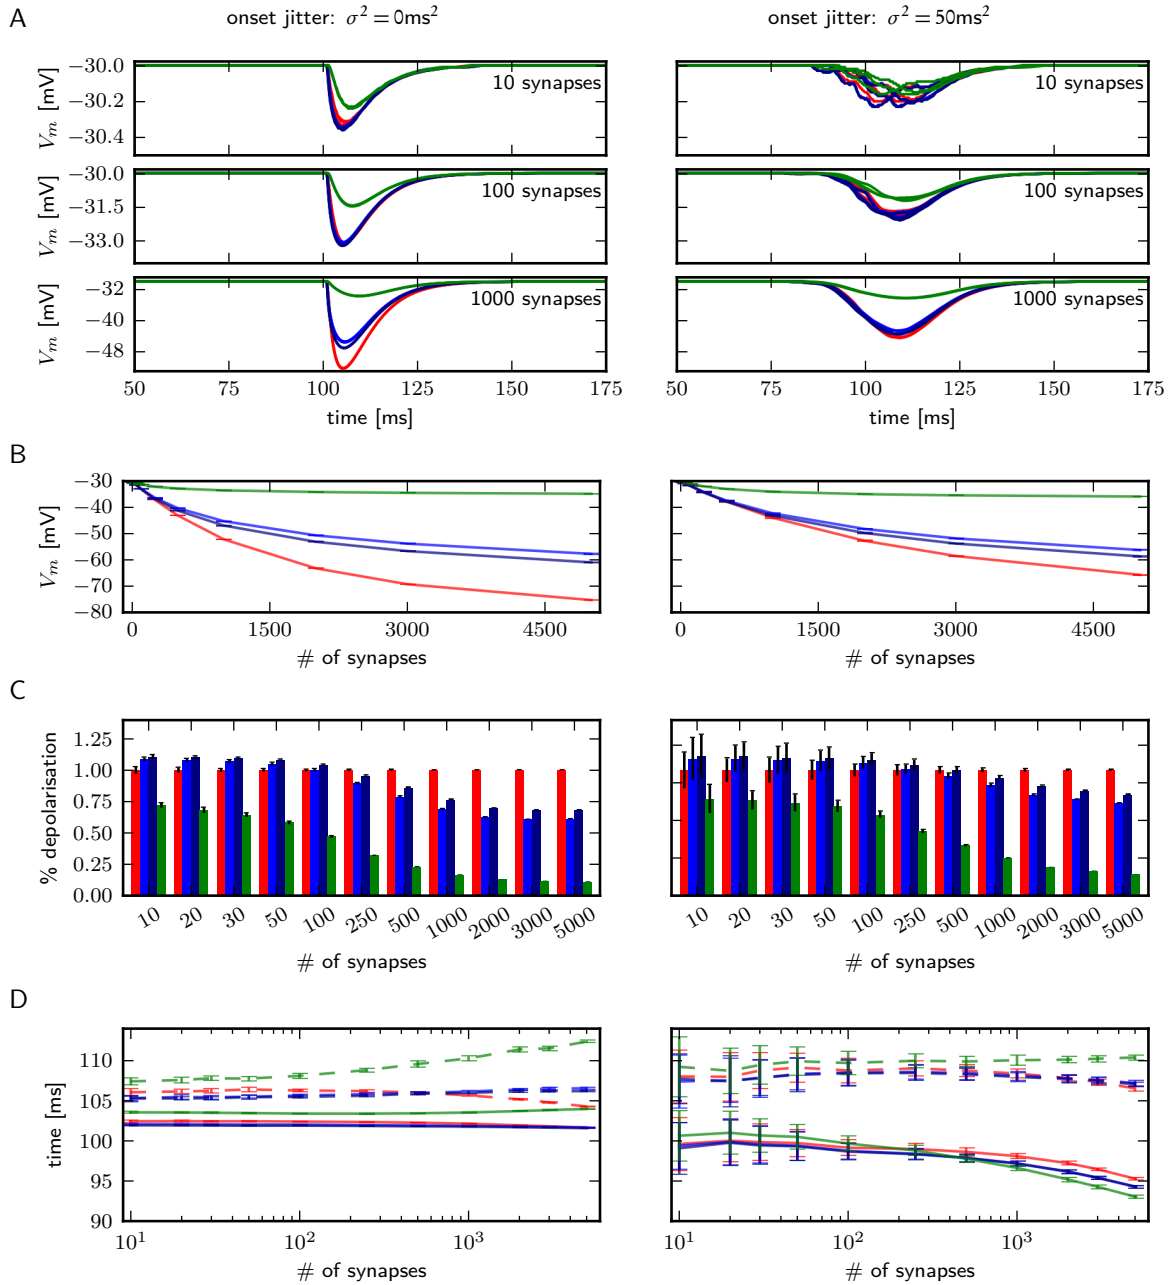 A
onset jitter: σ² = 0ms²
onset jitter: σ² = 50ms²
V_m [mV]
−30.0
−30.2
−30.4
10 synapses
10 synapses
V_m [mV]
−30.0
−31.5
−33.0
100 synapses
100 synapses
V_m [mV]
−32
−40
−48
1000 synapses
1000 synapses
50 75 100 125 150 175
50 75 100 125 150 175
time [ms]
time [ms]
B
V_m [mV]
−30
−40
−50
−60
−70
−80
0 1500 3000 4500
0 1500 3000 4500
# of synapses
# of synapses
C
% depolarisation
1.25
1.00
0.75
0.50
0.25
0.00
10 20 30 50 100 250 500 1000 2000 3000 5000
10 20 30 50 100 250 500 1000 2000 3000 5000
# of synapses
# of synapses
D
time [ms]
110
105
100
95
90
10¹ 10² 10³
10¹ 10² 10³
# of synapses
# of synapses